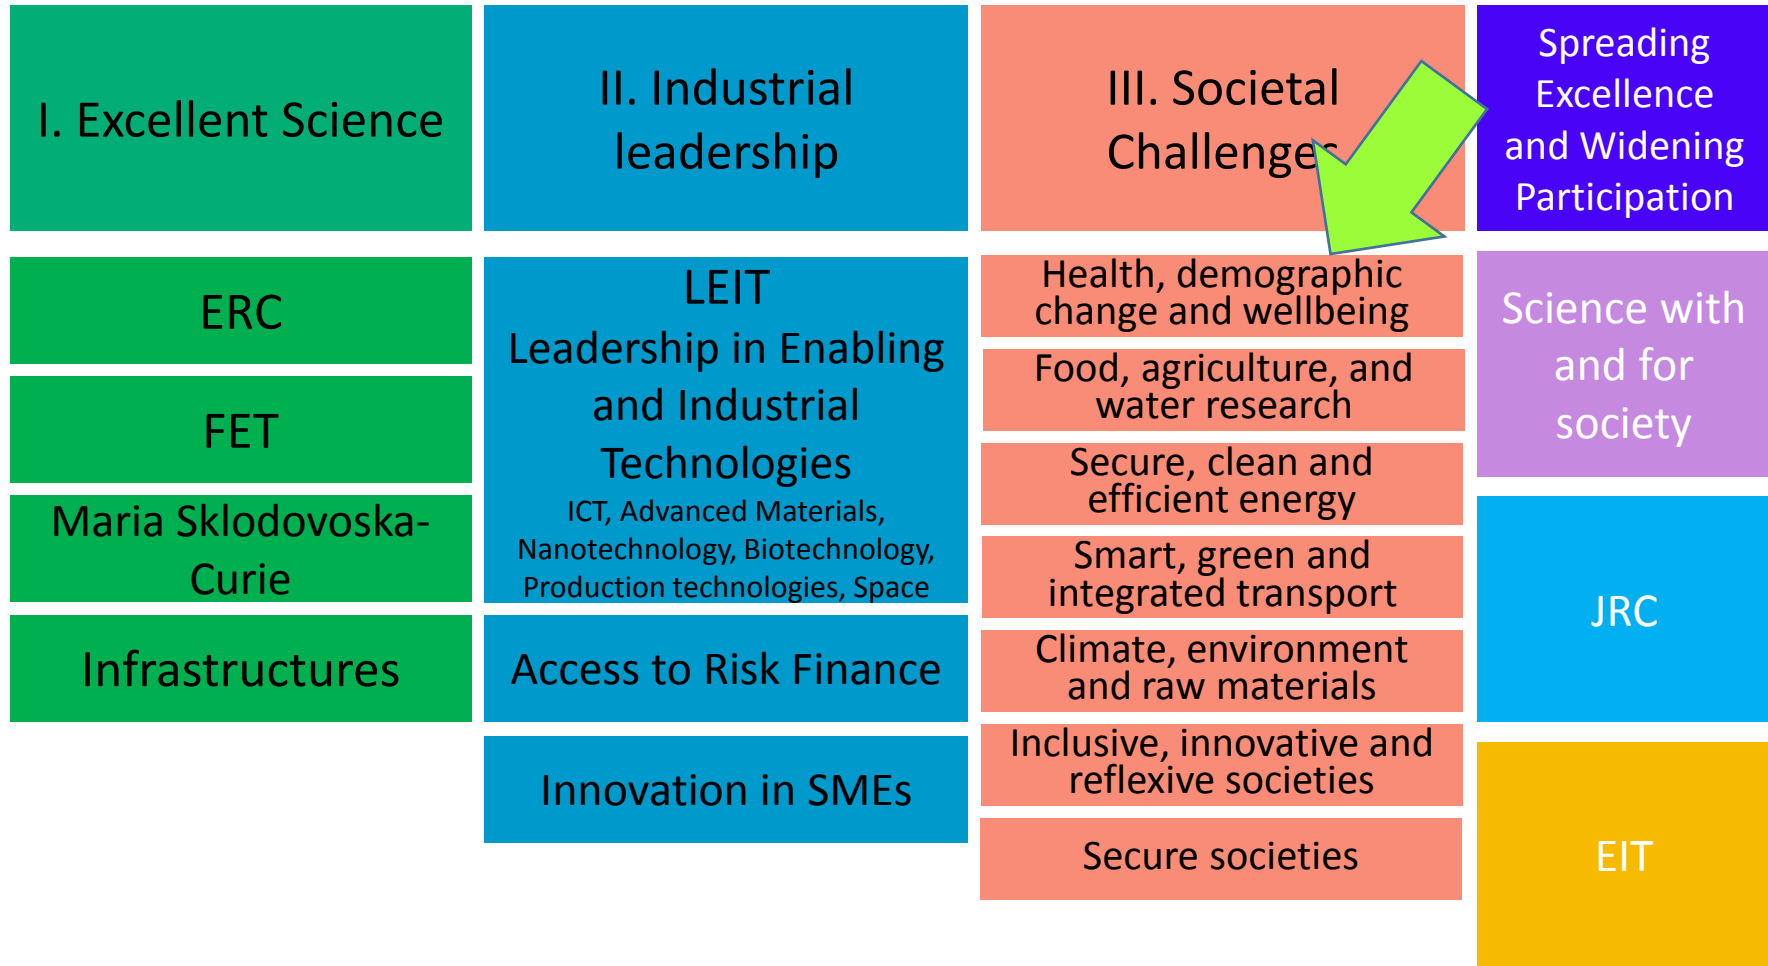 I. Excellent Science
II. Industrial
leadership
III. Societal
Challenges
Spreading
Excellence
and Widening
Participation
ERC
FET
Maria Sklodovoska-
Curie
Infrastructures
LEIT
Leadership in Enabling
and Industrial
Technologies
ICT, Advanced Materials,
Nanotechnology, Biotechnology,
Production technologies, Space
Access to Risk Finance
Innovation in SMEs
Health, demographic
change and wellbeing
Food, agriculture, and
water research
Secure, clean and
efficient energy
Smart, green and
integrated transport
Climate, environment
and raw materials
Inclusive, innovative and
reflexive societies
Secure societies
Science with
and for
society
JRC
EIT